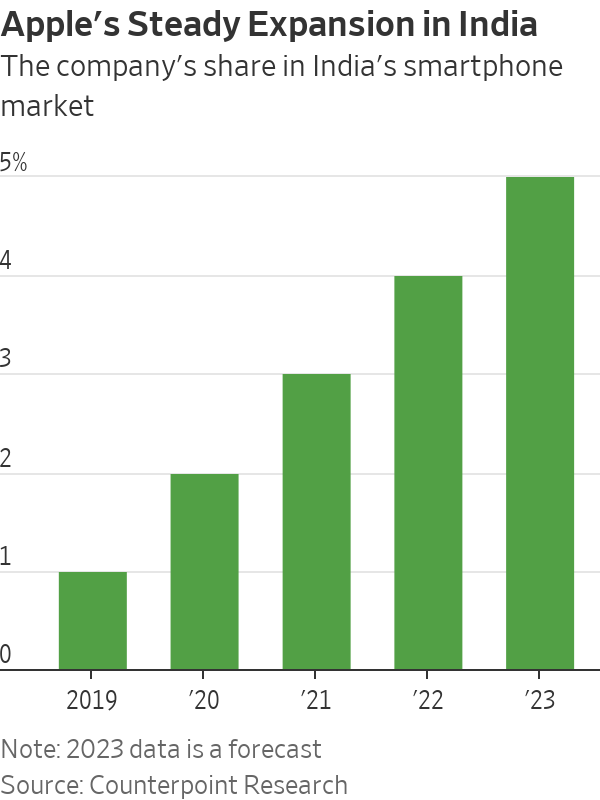 Apple’s Steady Expansion in India
The company’s share in India’s smartphone
market
5%
4
3
2
1
0
2019 ’20 ’21 ’22 ’23
Note: 2023 data is a forecast
Source: Counterpoint Research